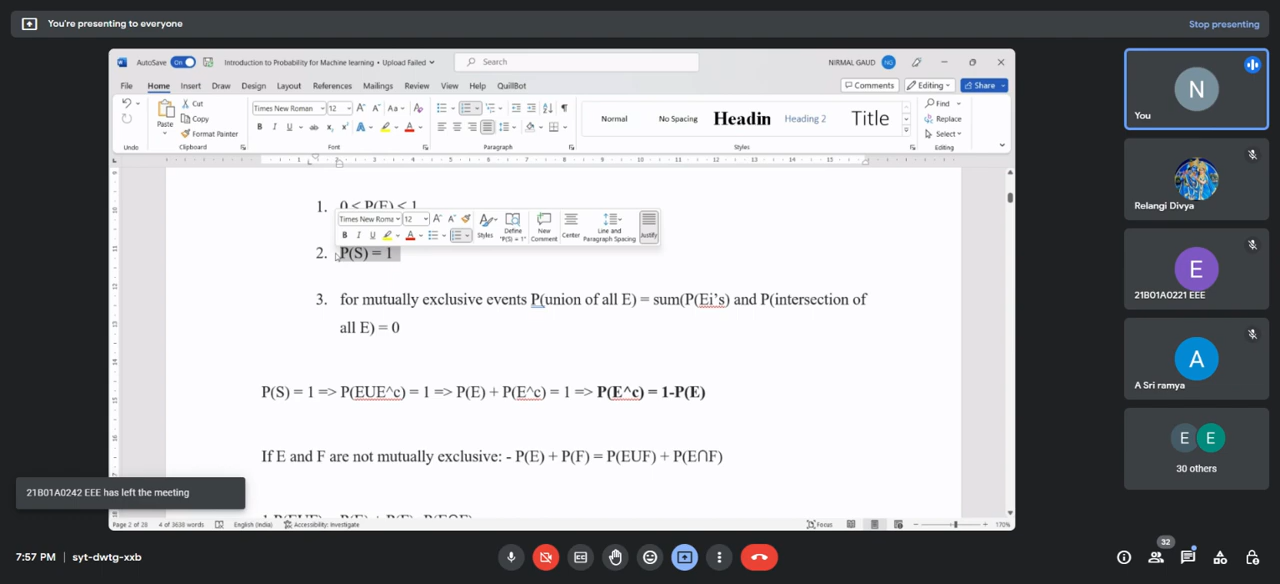 You're presenting to everyone
Stop presenting
AutoSave On
Introduction to Probability for Machine learning • Upload Failed
Search
NIRMAL GAUD
NG
File Home Insert Draw Design Layout References Mailings Review View Help QuillBot
Comments
Editing
Share
Paste
Cut
Copy
Format Painter
Times New Roman
12
Normal
No Spacing
Headin
Heading 2
Title
Find
Replace
Select
Undo
Clipboard
Font
Paragraph
Styles
Editing
1. 0 < P(E) < 1
Times New Roma
12
Styles
Define "P(S) = 1"
New Comment
Center
Line and Paragraph Spacing
Justify
2. P(S) = 1
3. for mutually exclusive events P(union of all E) = sum(P(Ei's) and P(intersection of
all E) = 0
P(S) = 1 => P(EUE^c) = 1 => P(E) + P(E^c) = 1 => P(E^c) = 1-P(E)
If E and F are not mutually exclusive: - P(E) + P(F) = P(EUF) + P(E∩F)
Page 2 of 28
4 of 3638 words
English (India)
Accessibility: Investigate
Focus
170%
N
You
Relangi Divya
E
21B01A0221 EEE
A
A Sri ramya
E E
30 others
21B01A0242 EEE has left the meeting
7:57 PM | syt-dwtg-xxb
32